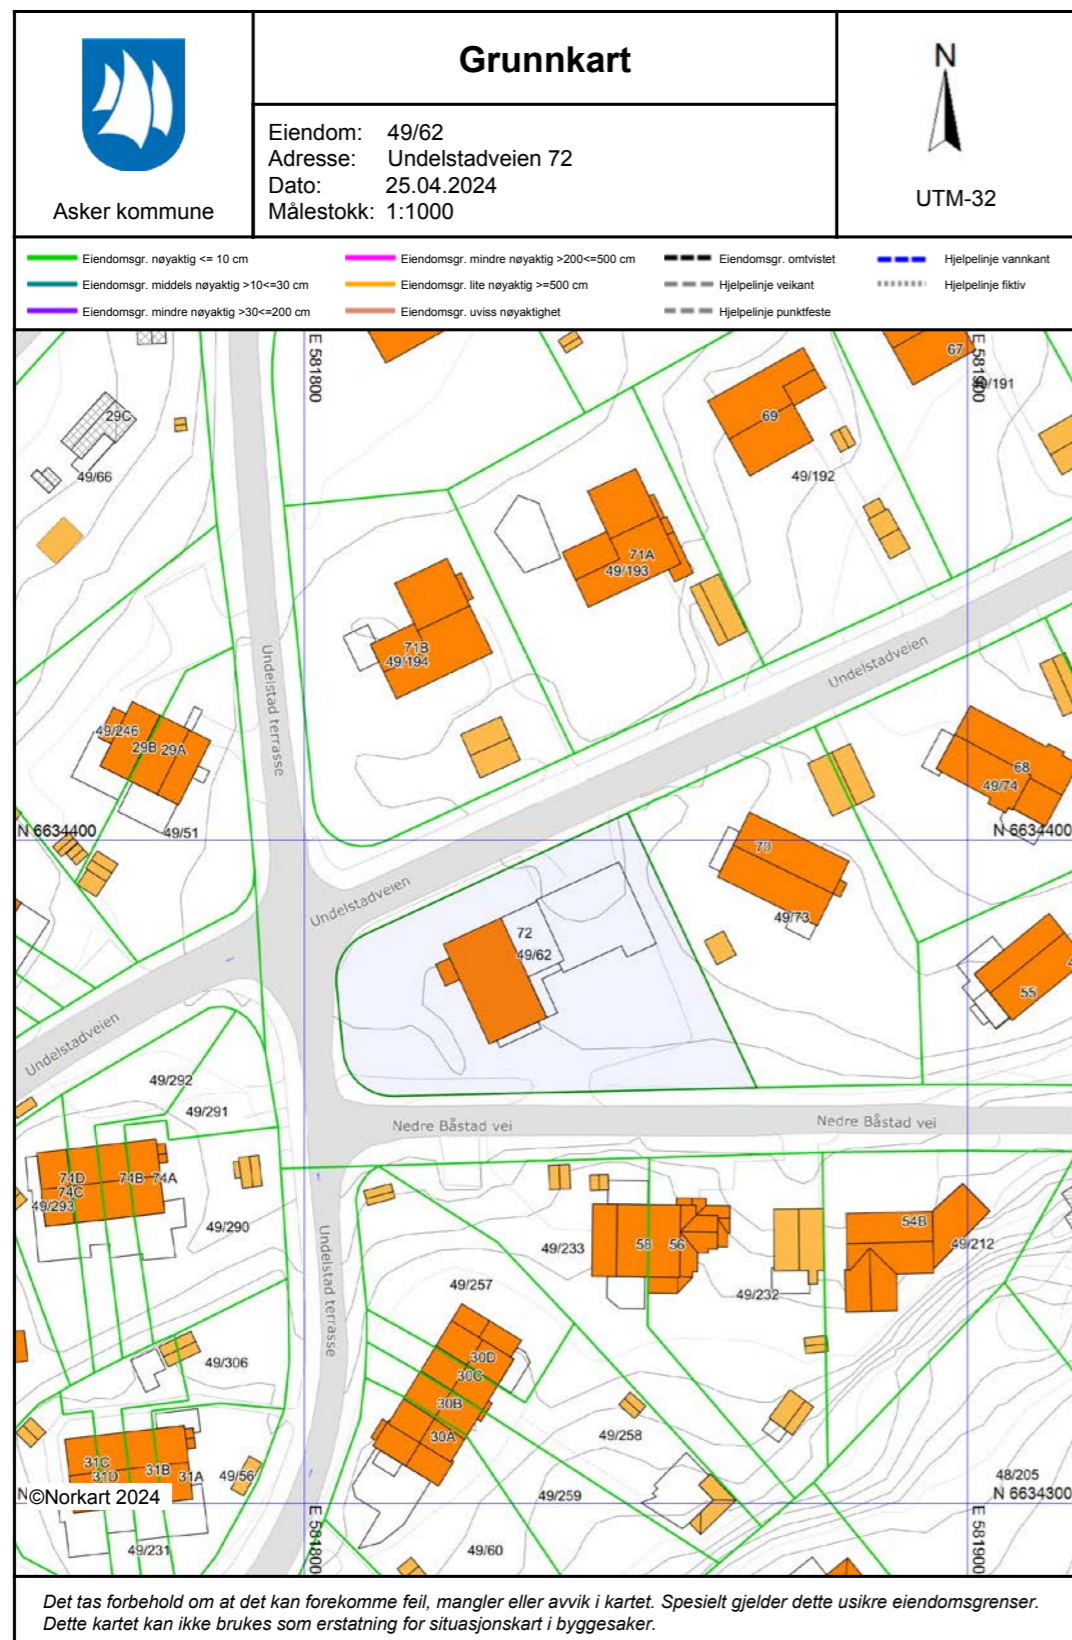 Grunnkart
Asker kommune
Eiendom: 49/62
Adresse: Undelstadveien 72
Dato: 25.04.2024
Målestokk: 1:1000
N
UTM-32
Eiendomsgr. nøyaktig <= 10 cm
Eiendomsgr. middels nøyaktig >10<=30 cm
Eiendomsgr. mindre nøyaktig >30<=200 cm
Eiendomsgr. mindre nøyaktig >200<=500 cm
Eiendomsgr. lite nøyaktig >=500 cm
Eiendomsgr. uviss nøyaktighet
Eiendomsgr. omtvistet
Hjelpelinje veikant
Hjelpelinje punktfeste
Hjelpelinje vannkant
Hjelpelinje fiktiv
E 581800
E 581900
67
49/191
29C
49/66
69
49/192
71A
49/193
71B
49/194
Undelstad terrasse
Undelstadveien
49/246
29B
29A
49/51
68
49/74
N 6634400
N 6634400
70
49/73
Undelstadveien
72
49/62
55
Undelstadveien
49/292
49/291
Nedre Båstad vei
Nedre Båstad vei
74D
74C
74B
74A
49/293
49/290
Undelstad terrasse
49/233
58
56
49/232
54B
49/212
49/257
49/306
30D
30C
30B
30A
49/258
49/259
31C
31D
31B
31A
49/56
48/205
N 6634300
©Norkart 2024
49/231
49/60
E 581800
E 581900
Det tas forbehold om at det kan forekomme feil, mangler eller avvik i kartet. Spesielt gjelder dette usikre eiendomsgrenser.
Dette kartet kan ikke brukes som erstatning for situasjonskart i byggesaker.